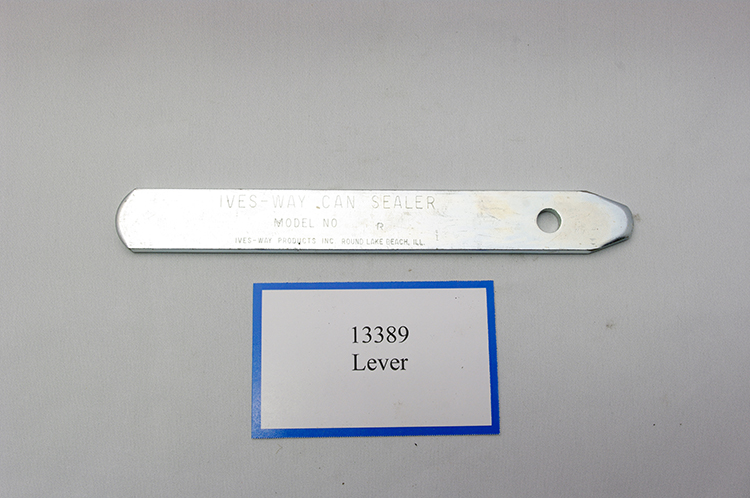 IVES-WAY CAN SEALER
MODEL NO R
IVES-WAY PRODUCTS INC. ROUND LAKE BEACH, ILL.
13389
Lever